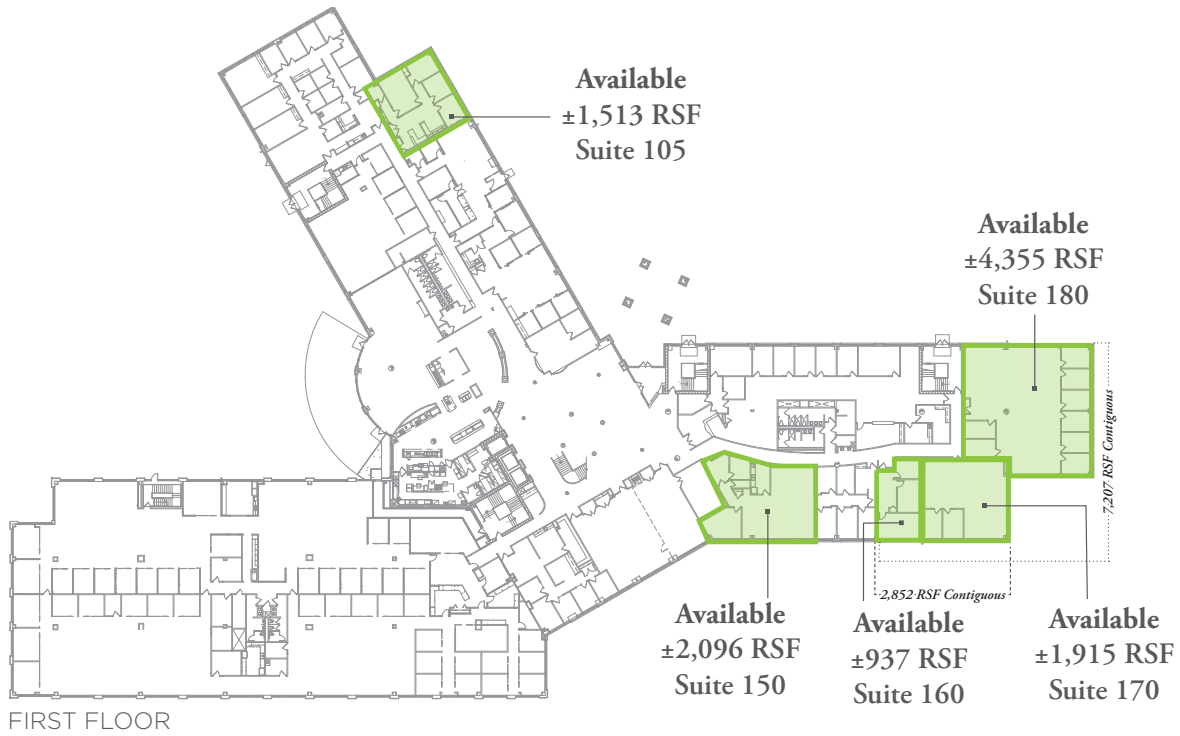 Available
±1,513 RSF
Suite 105
Available
±4,355 RSF
Suite 180
7,207 RSF Contiguous
2,852 RSF Contiguous
Available
±2,096 RSF
Suite 150
Available
±937 RSF
Suite 160
Available
±1,915 RSF
Suite 170
FIRST FLOOR